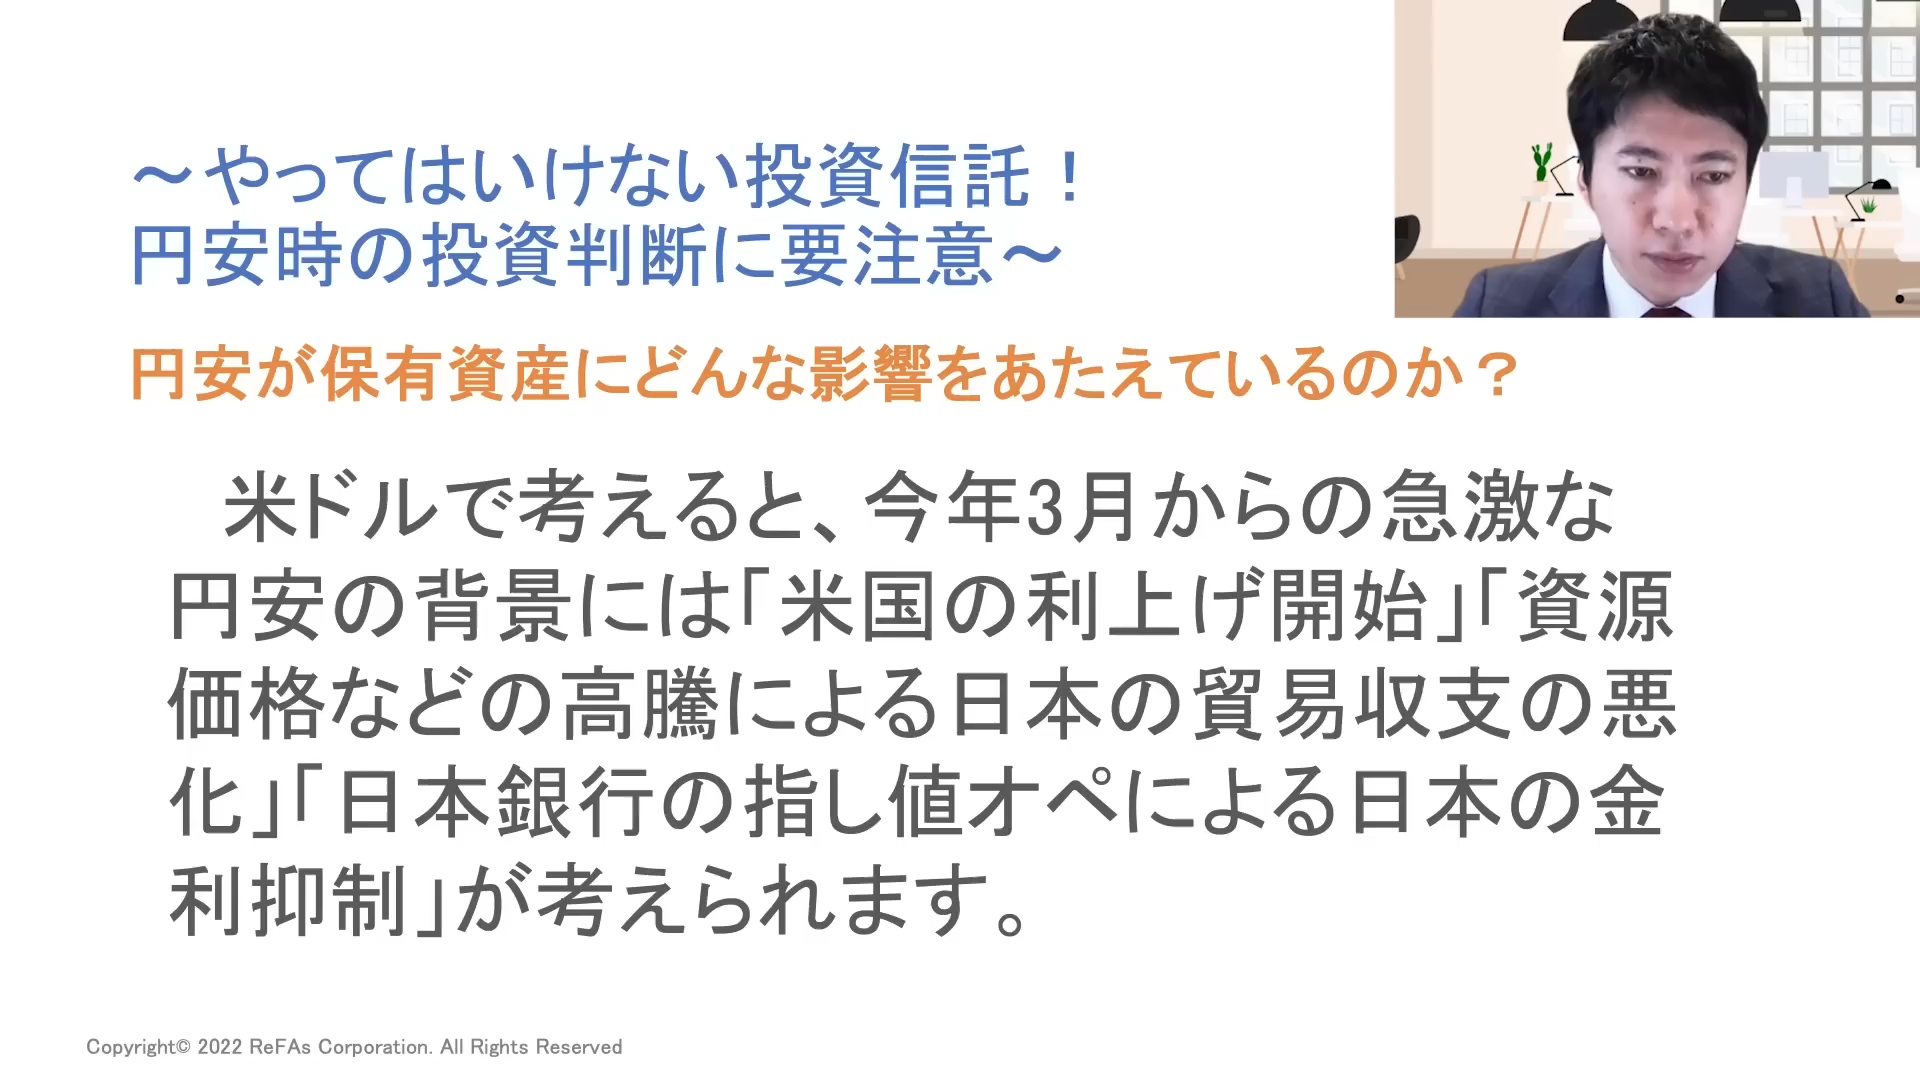 ～やってはいけない投資信託！
円安時の投資判断に要注意～
円安が保有資産にどんな影響をあたえているのか？
米ドルで考えると、今年3月からの急激な
円安の背景には「米国の利上げ開始」「資源
価格などの高騰による日本の貿易収支の悪
化」「日本銀行の指し値オペによる日本の金
利抑制」が考えられます。
Copyright© 2022 ReFAs Corporation. All Rights Reserved